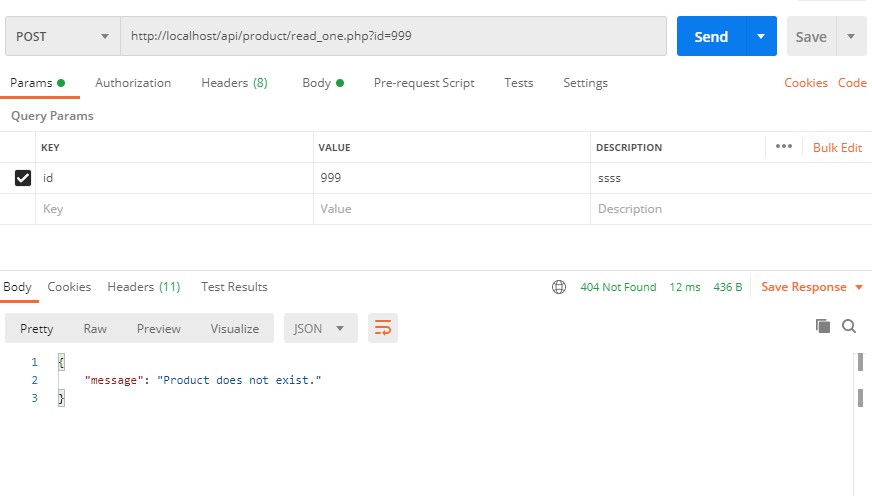 POST http://localhost/api/product/read_one.php?id=999 Send Save
Params Authorization Headers (8) Body Pre-request Script Tests Settings Cookies Code
Query Params
KEY VALUE DESCRIPTION ••• Bulk Edit
id 999 ssss
Key Value Description
Body Cookies Headers (11) Test Results 404 Not Found 12 ms 436 B Save Response
Pretty Raw Preview Visualize JSON
1 {
2 "message": "Product does not exist."
3 }